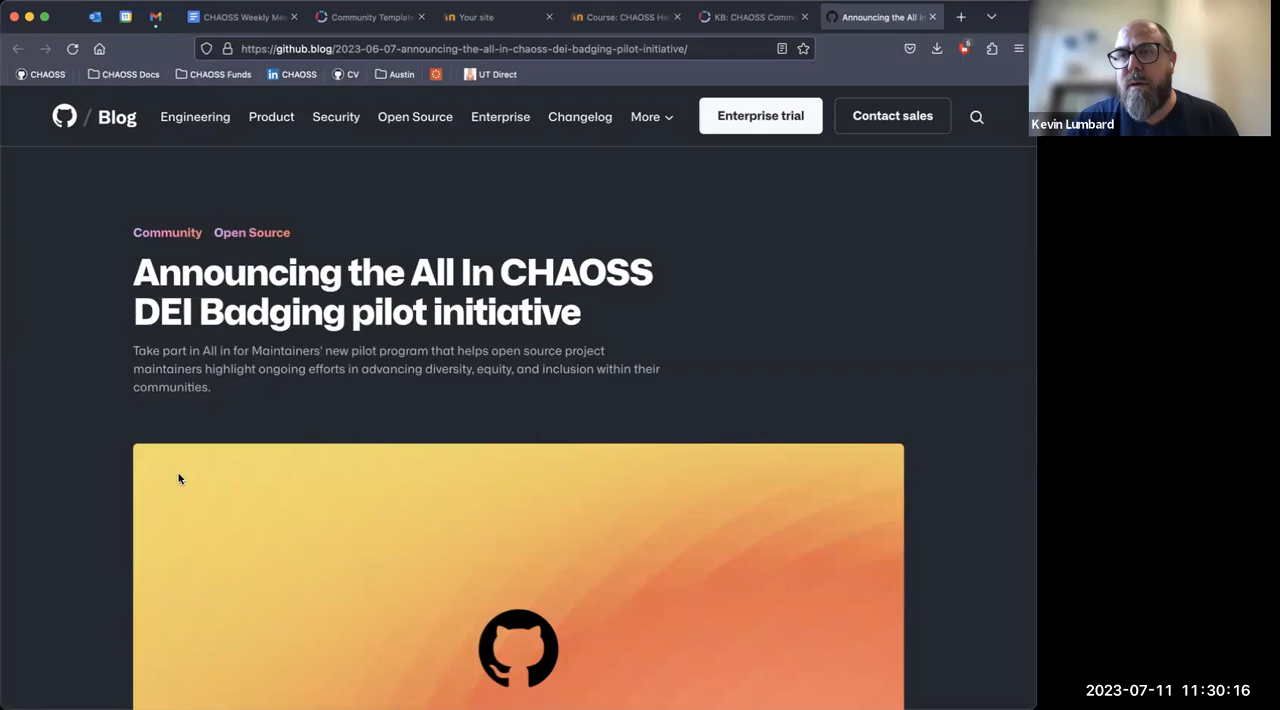 CHAOSS Weekly Me
Community Templat
Your site
Course: CHAOSS He
KB: CHAOSS Comm
Announcing the All In
https://github.blog/2023-06-07-announcing-the-all-in-chaoss-dei-badging-pilot-initiative/
5
CHAOSS
CHAOSS Docs
CHAOSS Funds
in CHAOSS
CV
Austin
UT Direct
/ Blog
Engineering
Product
Security
Open Source
Enterprise
Changelog
More
Enterprise trial
Contact sales
Kevin Lumbard
Community Open Source
Announcing the All In CHAOSS
DEI Badging pilot initiative
Take part in All in for Maintainers' new pilot program that helps open source project
maintainers highlight ongoing efforts in advancing diversity, equity, and inclusion within their
communities.
2023-07-11 11:30:16